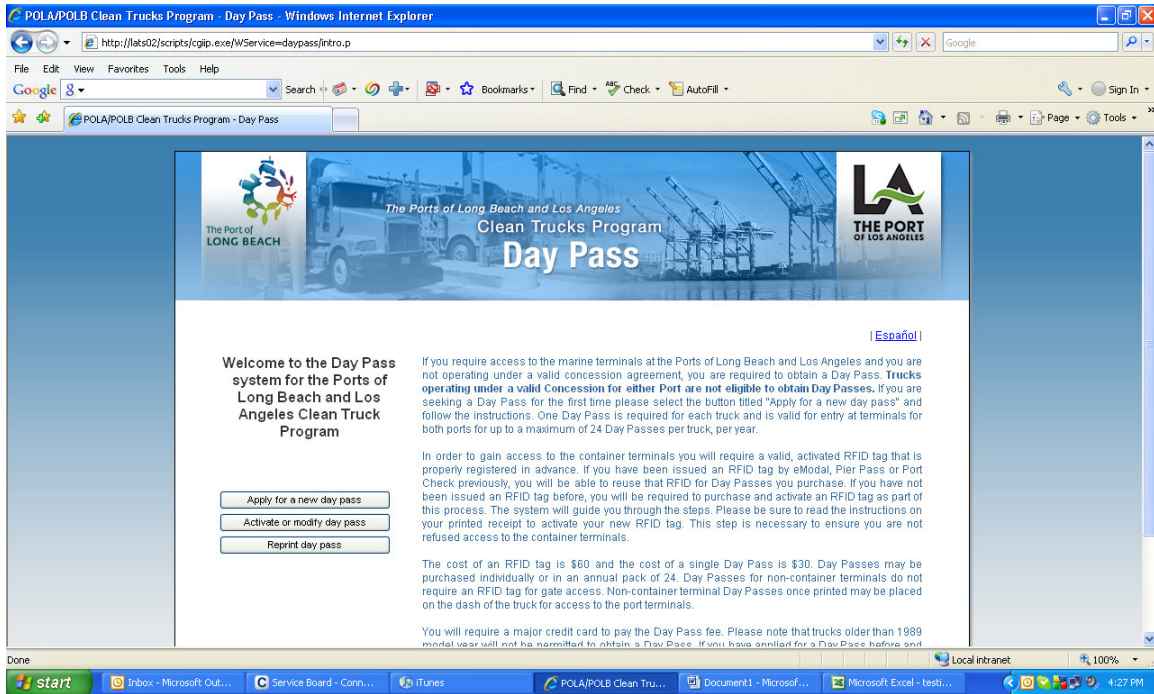 POLA/POLB Clean Trucks Program - Day Pass - Windows Internet Explorer
http://lats02/scripts/cgiip.exe/WService=daypass/intro.p
Google
File Edit View Favorites Tools Help
Google Search Bookmarks Find Check AutoFill Sign In
POLA/POLB Clean Trucks Program - Day Pass
Page Tools
The Port of
LONG BEACH
The Ports of Long Beach and Los Angeles
Clean Trucks Program
Day Pass
LA
THE PORT
OF LOS ANGELES
| Español |
Welcome to the Day Pass
system for the Ports of
Long Beach and Los
Angeles Clean Truck
Program
Apply for a new day pass
Activate or modify day pass
Reprint day pass
If you require access to the marine terminals at the Ports of Long Beach and Los Angeles and you are
not operating under a valid concession agreement, you are required to obtain a Day Pass. Trucks
operating under a valid Concession for either Port are not eligible to obtain Day Passes. If you are
seeking a Day Pass for the first time please select the button titled "Apply for a new day pass" and
follow the instructions. One Day Pass is required for each truck and is valid for entry at terminals for
both ports for up to a maximum of 24 Day Passes per truck, per year.
In order to gain access to the container terminals you will require a valid, activated RFID tag that is
properly registered in advance. If you have been issued an RFID tag by eModal, Pier Pass or Port
Check previously, you will be able to reuse that RFID for Day Passes you purchase. If you have not
been issued an RFID tag before, you will be required to purchase and activate an RFID tag as part of
this process. The system will guide you through the steps. Please be sure to read the instructions on
your printed receipt to activate your new RFID tag. This step is necessary to ensure you are not
refused access to the container terminals.
The cost of an RFID tag is $60 and the cost of a single Day Pass is $30. Day Passes may be
purchased individually or in an annual pack of 24. Day Passes for non-container terminals do not
require an RFID tag for gate access. Non-container terminal Day Passes once printed may be placed
on the dash of the truck for access to the port terminals.
You will require a major credit card to pay the Day Pass fee. Please note that trucks older than 1989
model year will not be permitted to obtain a Day Pass. If you have applied for a Day Pass before and
Done Local intranet 100%
start Inbox - Microsoft Out... Service Board - Conn... iTunes POLA/POLB Clean Tru... Document1 - Microsof... Microsoft Excel - testi... 4:27 PM